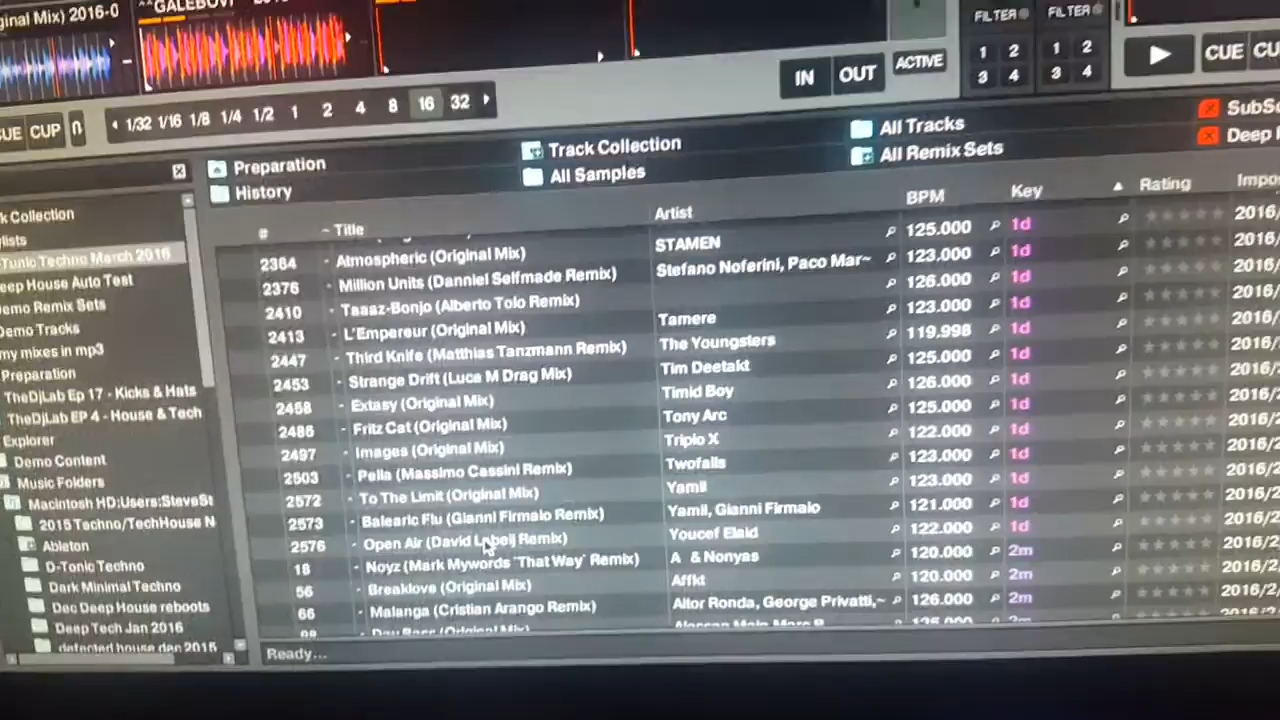 ginal Mix) 2016-0
^^GALEBOVI
FILTER FILTER
1 2 1 2
3 4 3 4
IN OUT ACTIVE
CUE
CUP
1/32 1/16 1/8 1/4 1/2 1 2 4 8 16 32
Preparation Track Collection All Tracks
History All Samples All Remix Sets
k Collection
lists
-Tonic Techno March 2016
eep House Auto Test
emo Remix Sets
Demo Tracks
my mixes in mp3
Preparation
TheDjLab Ep 17 - Kicks & Hats
TheDjLab EP 4 - House & Tech
Explorer
Demo Content
Music Folders
Macintosh HD:Users:SteveSt
2015 Techno/TechHouse N
Ableton
D-Tonic Techno
Dark Minimal Techno
Dec Deep House reboots
Deep Tech Jan 2016
defected house dec 2015
# Title Artist BPM Key Rating Impo
2364 Atmospheric (Original Mix) STAMEN 125.000 1d 2016/
2376 Million Units (Danniel Selfmade Remix) Stefano Noferini, Paco Mar~ 123.000 1d 2016/
2410 Taaaz-Bonjo (Alberto Tolo Remix) 126.000 1d 2016/
2413 L'Empereur (Original Mix) Tamere 123.000 1d 2016/
2447 Third Knife (Matthias Tanzmann Remix) The Youngsters 119.998 1d 2016/
2453 Strange Drift (Luca M Drag Mix) Tim Deetakt 125.000 1d 2016/
2458 Extasy (Original Mix) Timid Boy 126.000 1d 2016/2
2486 Fritz Cat (Original Mix) Tony Arc 125.000 1d 2016/2
2497 Images (Original Mix) Triplo X 122.000 1d 2016/2
2503 Pella (Massimo Cassini Remix) Twofalls 123.000 1d 2016/2
2572 To The Limit (Original Mix) Yamil 123.000 1d 2016/2
2573 Balearic Flu (Gianni Firmaio Remix) Yamil, Gianni Firmaio 121.000 1d 2016/2
2576 Open Air (David Labeij Remix) Youcef Elaid 122.000 1d 2016/2
18 Noyz (Mark Mywords 'That Way' Remix) A & Nonyas 120.000 2m 2016/2
56 Breaklove (Original Mix) Affkt 120.000 2m 2016/2
66 Malanga (Cristian Arango Remix) Aitor Ronda, George Privatti,~ 126.000 2m 2016/2
Ready...